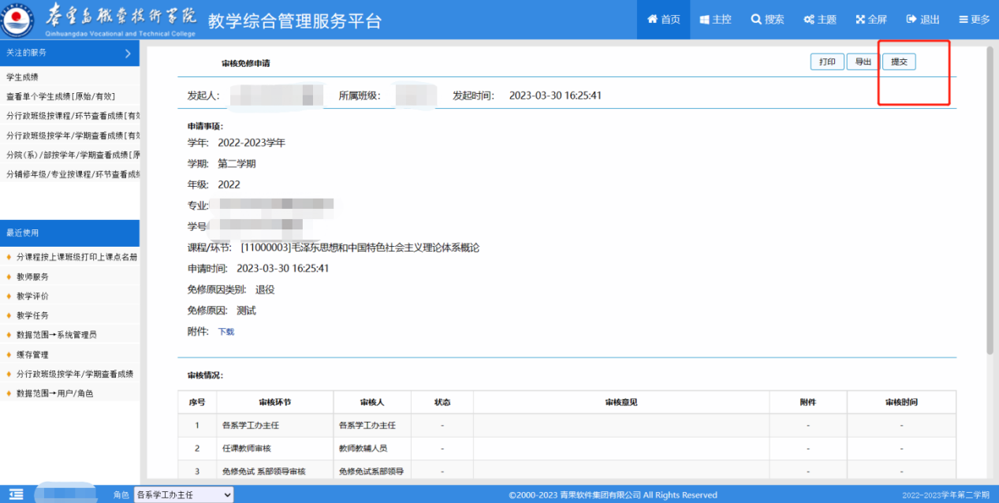 秦皇岛职业技术学院
Qinhuangdao Vocational and Technical College
教学综合管理服务平台
首页 主控 搜索 主题 全屏 退出 更多
关注的服务
学生成绩
查看单个学生成绩[原始/有效]
分行政班级按课程/环节查看成绩[有效
分行政班级按学年/学期查看成绩[有效
分院(系)/部按学年/学期查看成绩[原
分辅修年级/专业按课程/环节查看成绩
最近使用
分课程按上课班级打印上课点名册
教师服务
教学评价
教学任务
数据范围→系统管理员
缓存管理
分行政班级按学年/学期查看成绩
数据范围→用户/角色
审核免修申请
打印 导出 提交
发起人: 所属班级: 发起时间: 2023-03-30 16:25:41
申请事项:
学年: 2022-2023学年
学期: 第二学期
年级: 2022
专业:
学号
课程/环节: [11000003]毛泽东思想和中国特色社会主义理论体系概论
申请时间: 2023-03-30 16:25:41
免修原因类别: 退役
免修原因: 测试
附件: 下载
审核情况:
序号 审核环节 审核人 状态 审核意见 附件 审核时间
1 各系学工办主任 各系学工办主任 - - -
2 任课教师审核 教师教辅人员 - - -
3 免修免试 系部领导审核 免修免试系部领导 - - -
角色 各系学工办主任
©2000-2023 青果软件集团有限公司 All Rights Reserved
2022-2023学年第二学期